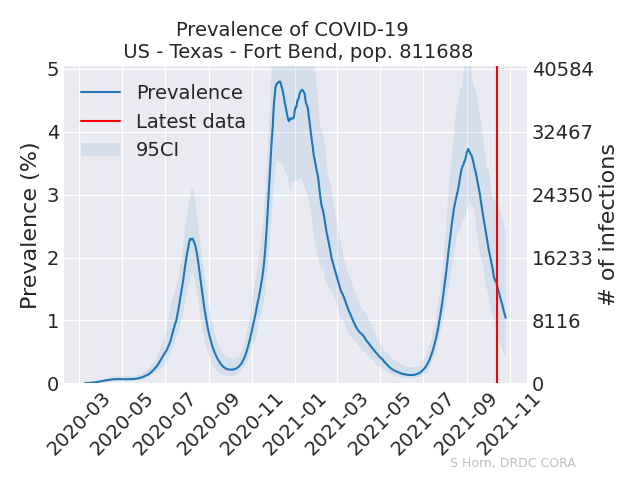 Prevalence of COVID-19
US - Texas - Fort Bend, pop. 811688
Prevalence
Latest data
95CI
Prevalence (%)
5
4
3
2
1
0
40584
32467
24350
16233
8116
0
# of infections
2020-03
2020-05
2020-07
2020-09
2020-11
2021-01
2021-03
2021-05
2021-07
2021-09
2021-11
S Horn, DRDC CORA